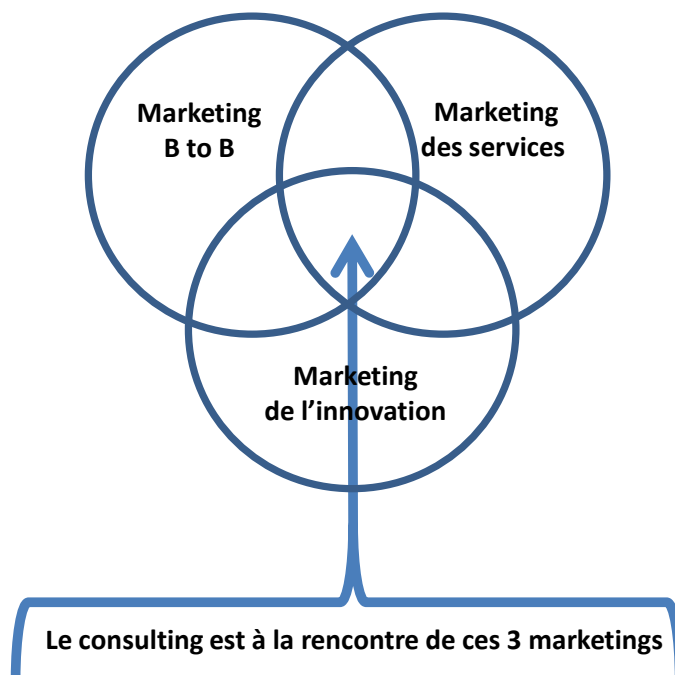 Marketing
B to B
Marketing
des services
Marketing
de l’innovation
Le consulting est à la rencontre de ces 3 marketings